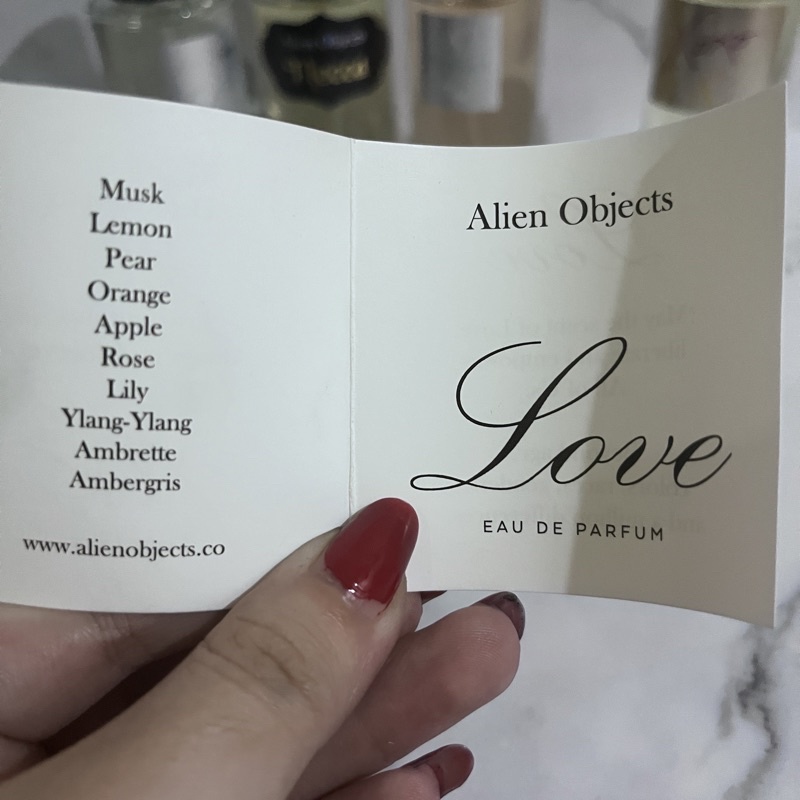 Musk
Lemon
Pear
Orange
Apple
Rose
Lily
Ylang-Ylang
Ambrette
Ambergris
www.alienobjects.co
Alien Objects
Love
EAU DE PARFUM